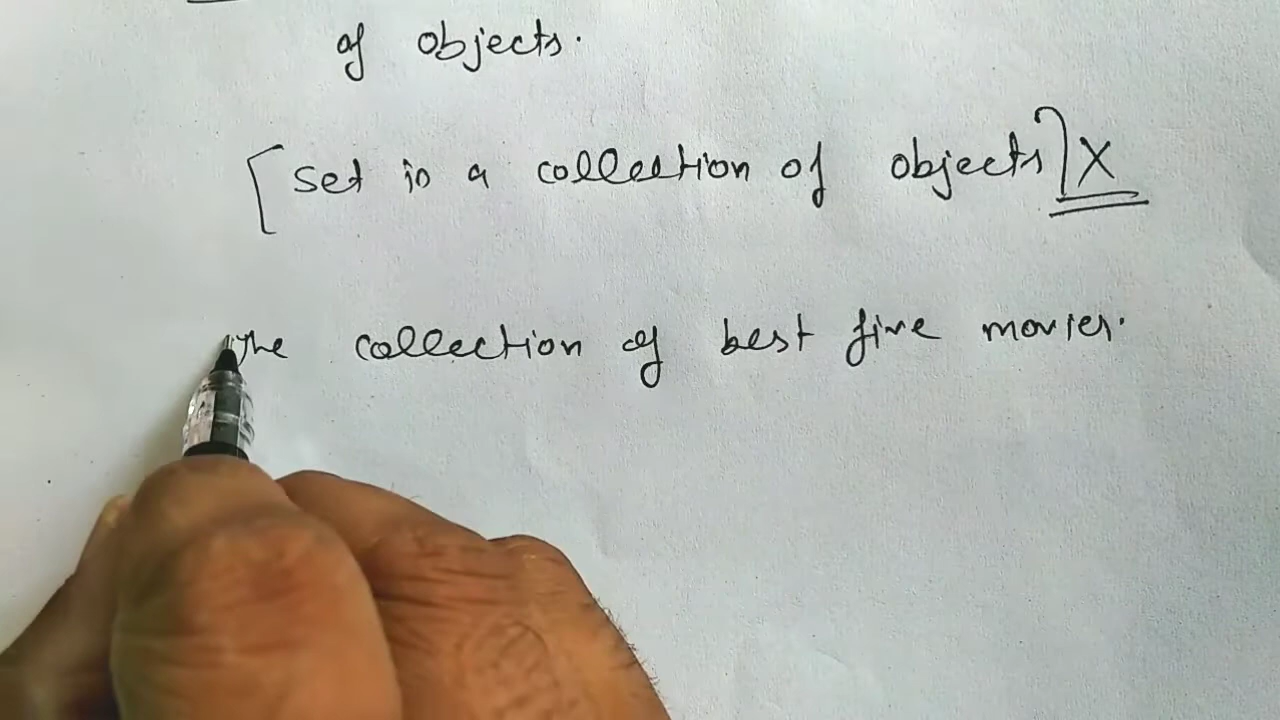 of objects.
[set is a collection of objects] X
The collection of best five movies.